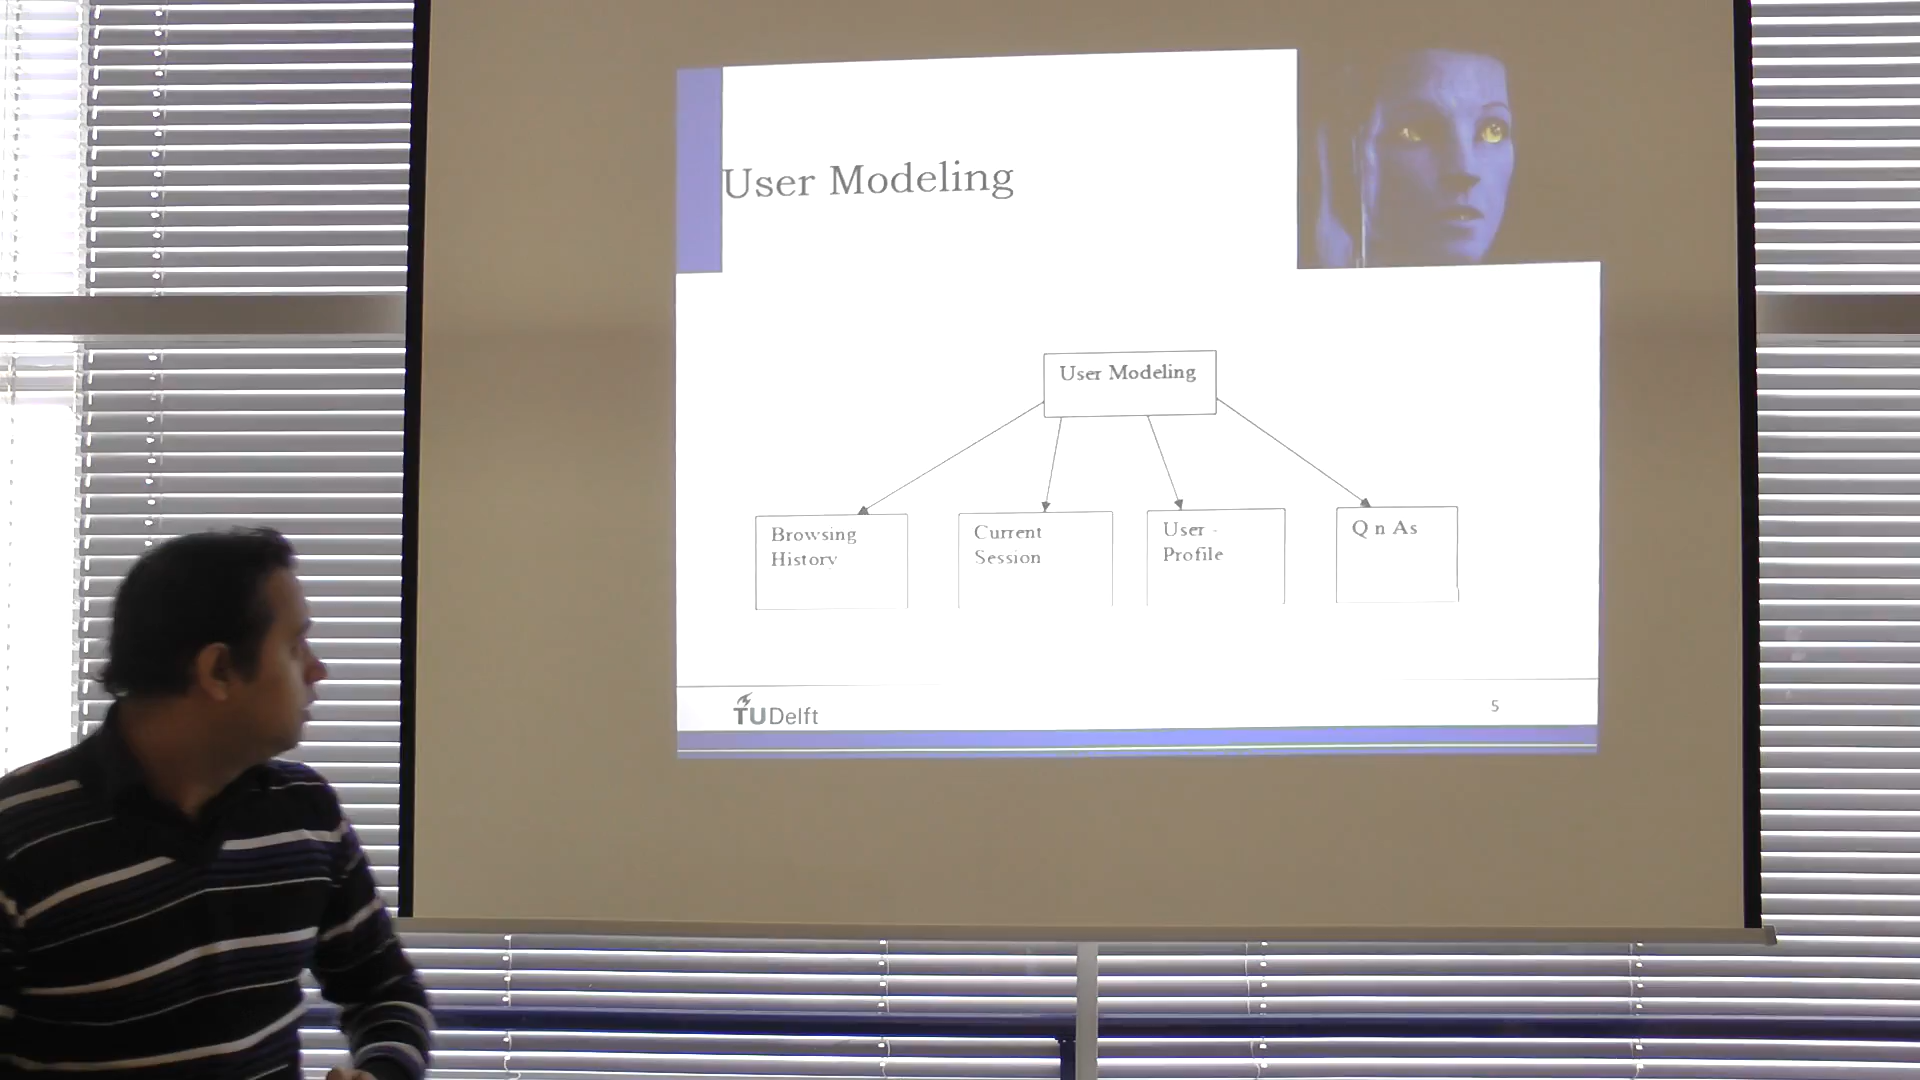 User Modeling
User Modeling
Browsing
History
Current
Session
User -
Profile
Q n As
TUDelft
5